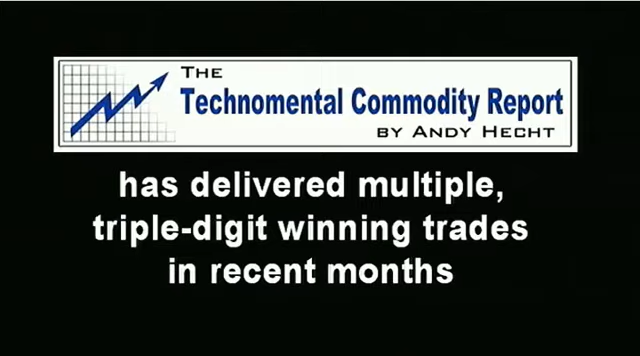 The
Technomental Commodity Report
by Andy Hecht
has delivered multiple,
triple-digit winning trades
in recent months